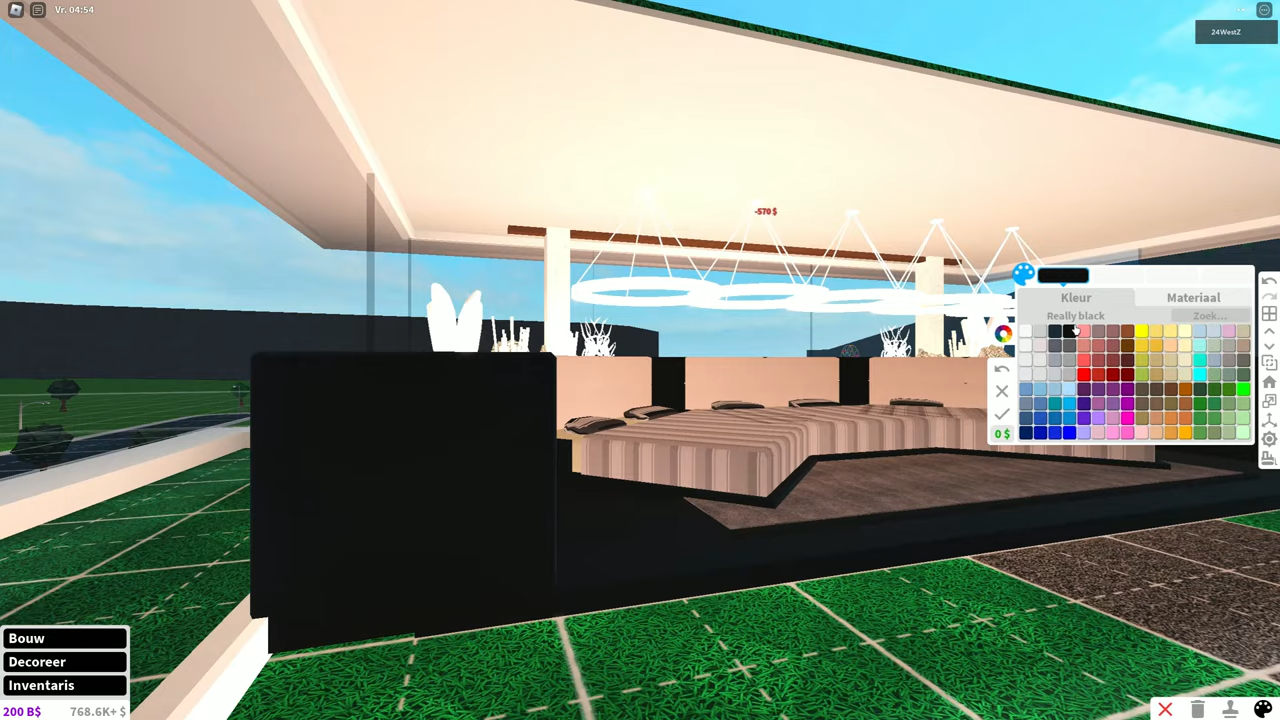 Vr. 04:54
24WestZ
-570 $
Kleur
Materiaal
Really black
Zoek...
0 $
Bouw
Decoreer
Inventaris
200 B$
768.6K+ $